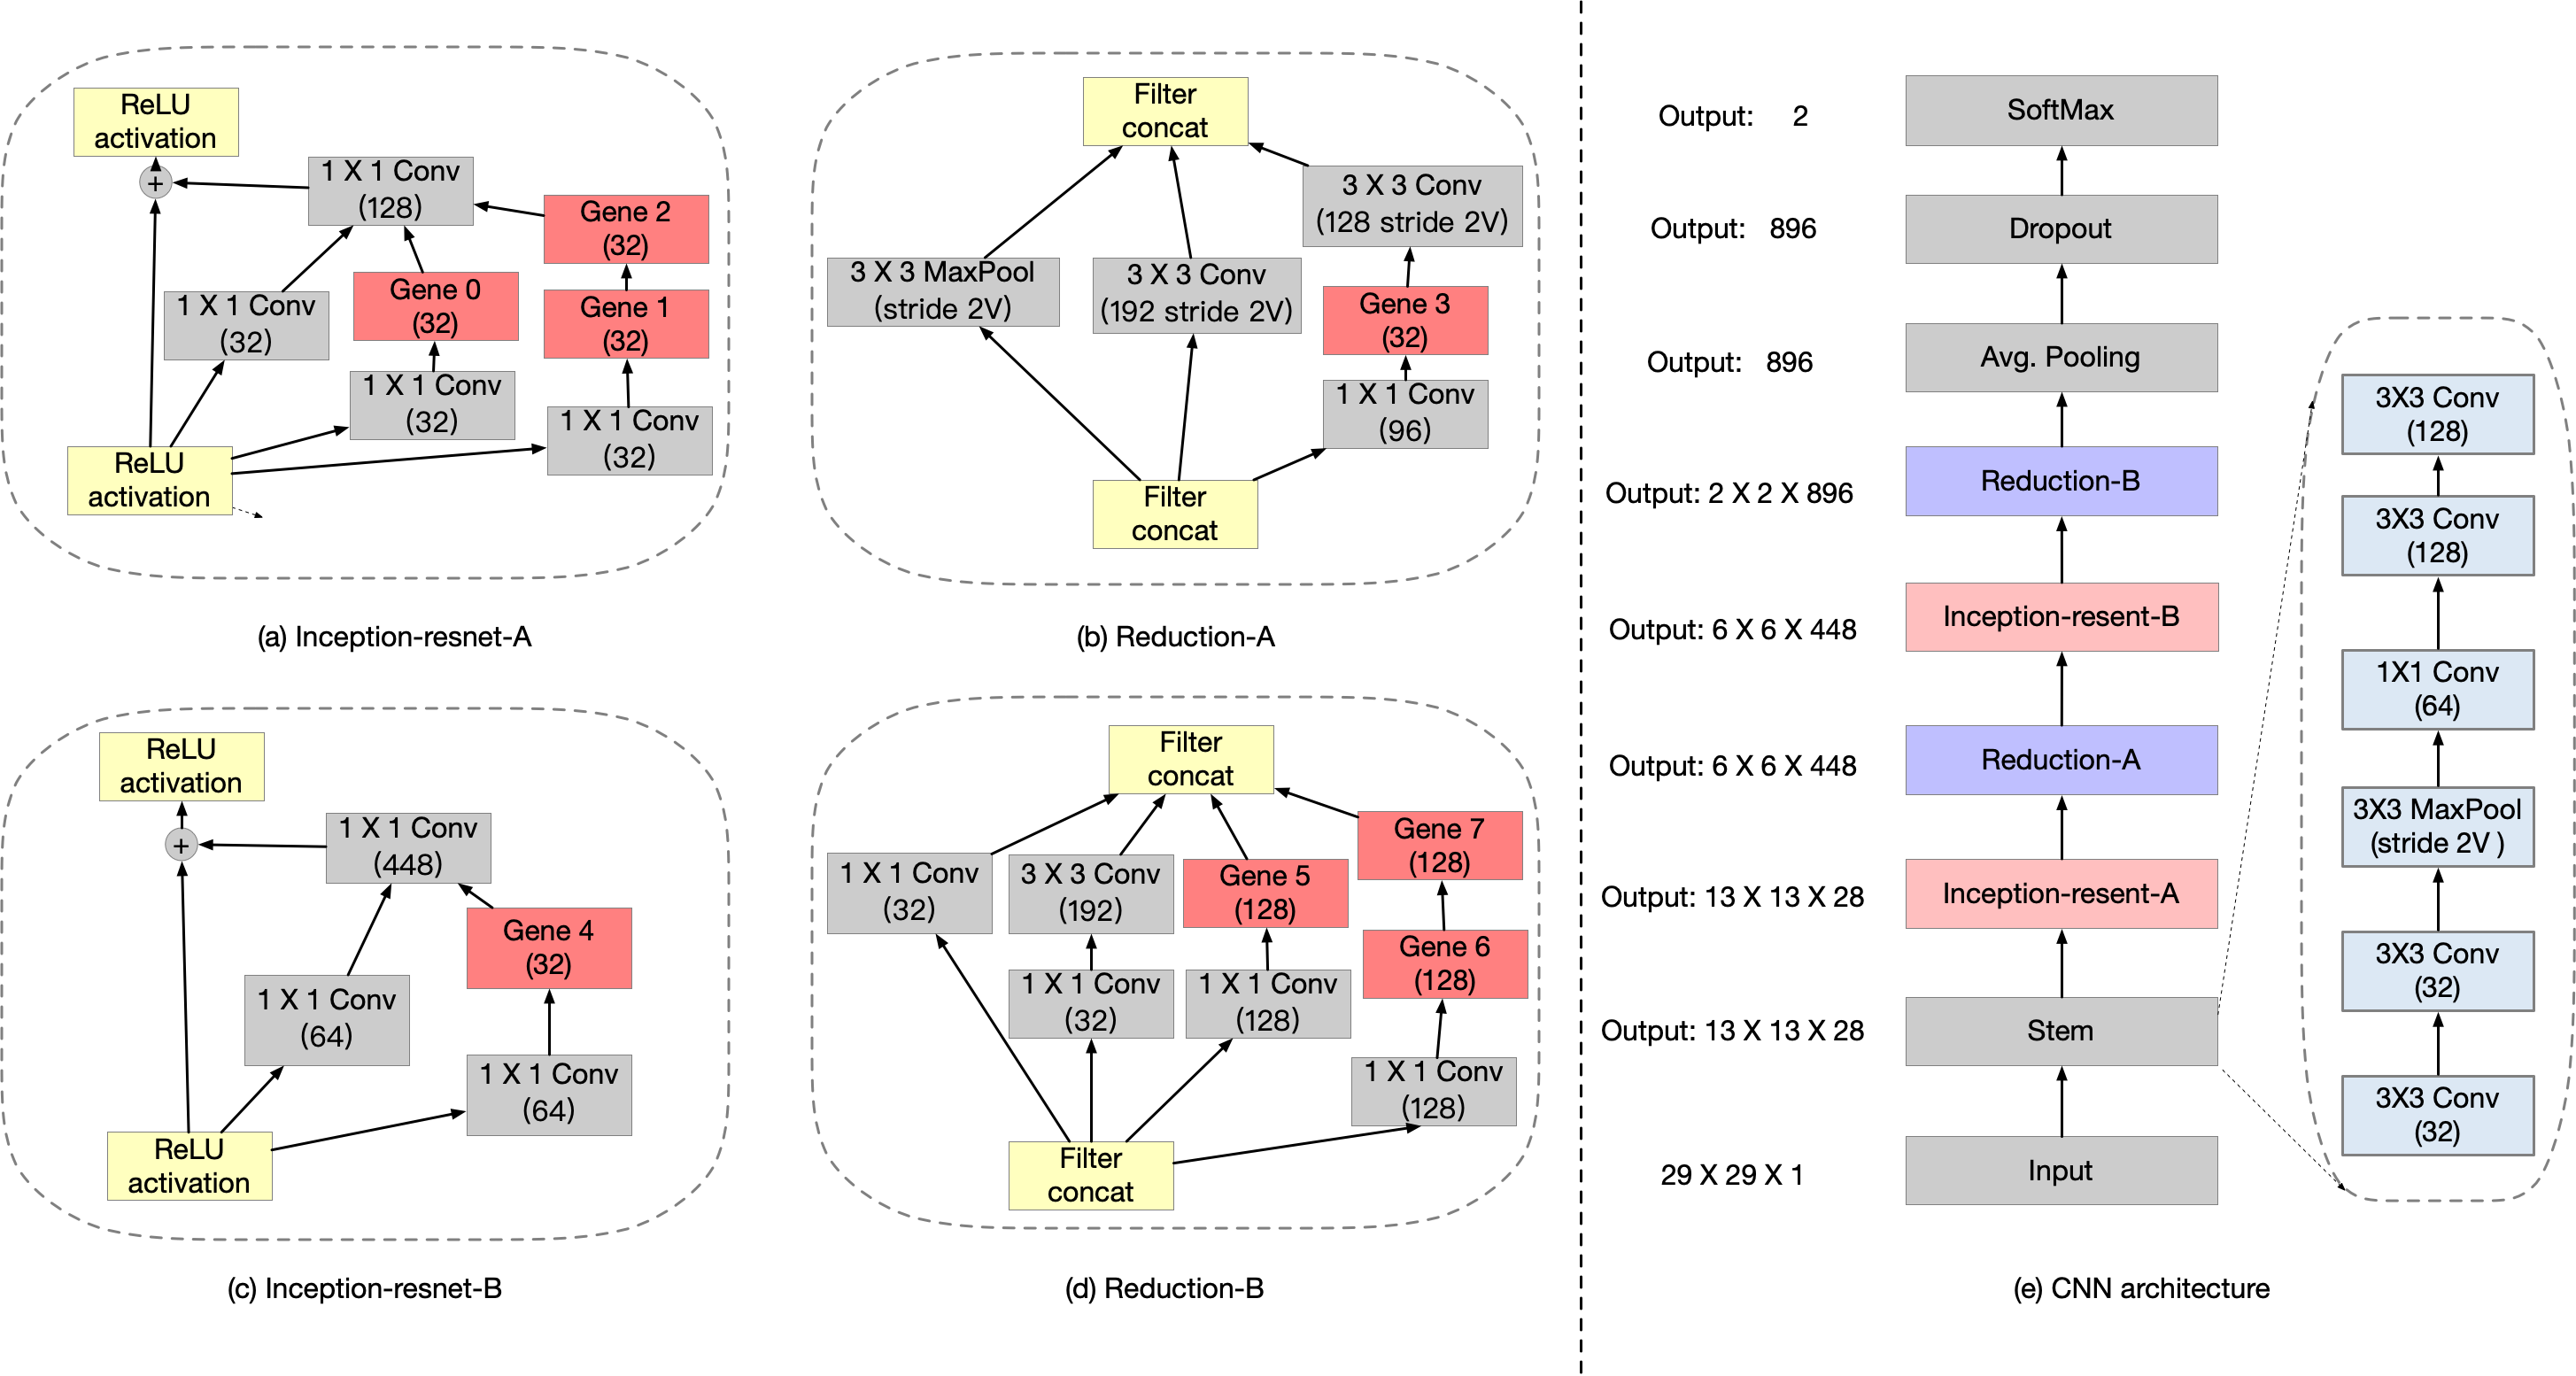 ReLU
activation
+
1 X 1 Conv
(128)
Gene 2
(32)
Gene 0
(32)
Gene 1
(32)
1 X 1 Conv
(32)
1 X 1 Conv
(32)
1 X 1 Conv
(32)
ReLU
activation
(a) Inception-resnet-A
Filter
concat
3 X 3 Conv
(128 stride 2V)
3 X 3 MaxPool
(stride 2V)
3 X 3 Conv
(192 stride 2V)
Gene 3
(32)
1 X 1 Conv
(96)
Filter
concat
(b) Reduction-A
ReLU
activation
+
1 X 1 Conv
(448)
Gene 4
(32)
1 X 1 Conv
(64)
1 X 1 Conv
(64)
ReLU
activation
(c) Inception-resnet-B
Filter
concat
Gene 7
(128)
1 X 1 Conv
(32)
3 X 3 Conv
(192)
Gene 5
(128)
Gene 6
(128)
1 X 1 Conv
(32)
1 X 1 Conv
(128)
1 X 1 Conv
(128)
Filter
concat
(d) Reduction-B
Output: 2
SoftMax
Output: 896
Dropout
Output: 896
Avg. Pooling
Output: 2 X 2 X 896
Reduction-B
Output: 6 X 6 X 448
Inception-resent-B
Output: 6 X 6 X 448
Reduction-A
Output: 13 X 13 X 28
Inception-resent-A
Output: 13 X 13 X 28
Stem
29 X 29 X 1
Input
3X3 Conv
(128)
3X3 Conv
(128)
1X1 Conv
(64)
3X3 MaxPool
(stride 2V )
3X3 Conv
(32)
3X3 Conv
(32)
(e) CNN architecture